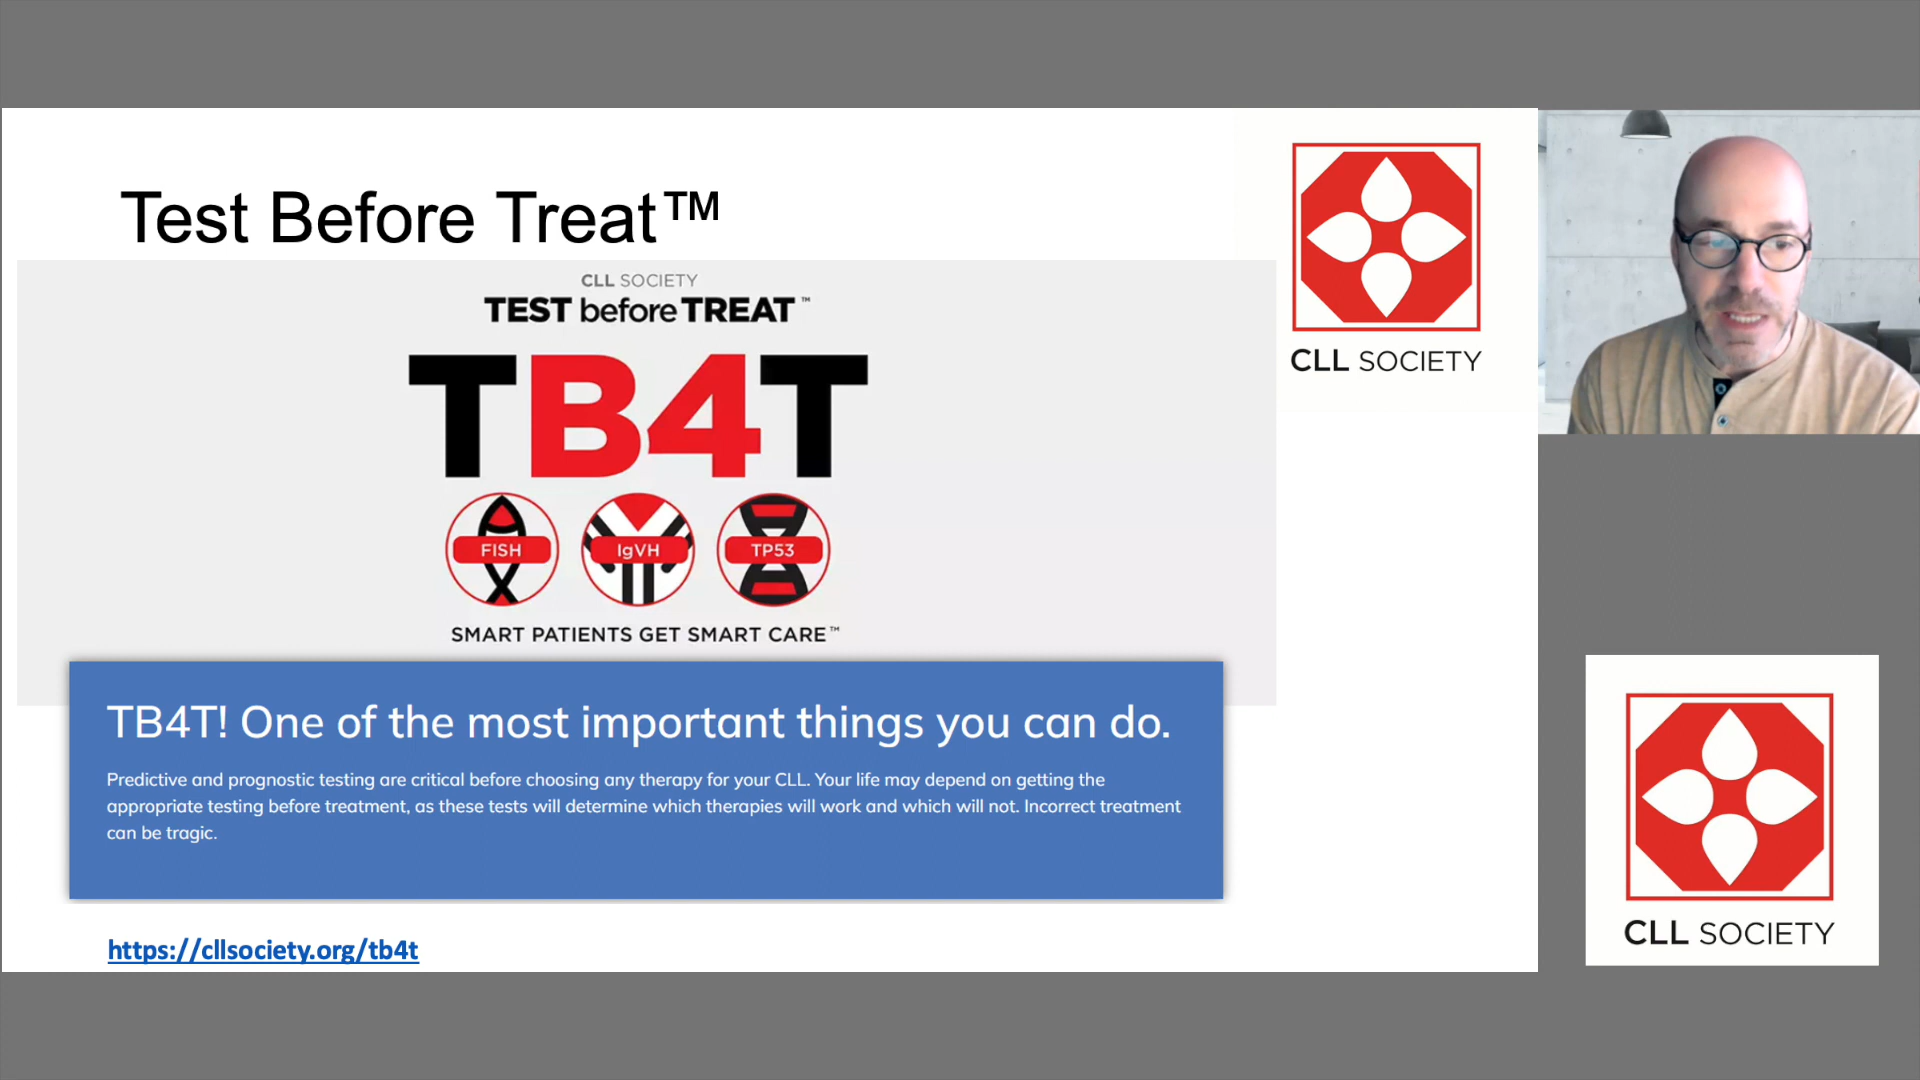 Test Before Treat™
CLL SOCIETY
TEST before TREAT™
TB4T
FISH
IgVH
TP53
SMART PATIENTS GET SMART CARE™
TB4T! One of the most important things you can do.
Predictive and prognostic testing are critical before choosing any therapy for your CLL. Your life may depend on getting the
appropriate testing before treatment, as these tests will determine which therapies will work and which will not. Incorrect treatment
can be tragic.
https://cllsociety.org/tb4t
CLL SOCIETY
CLL SOCIETY